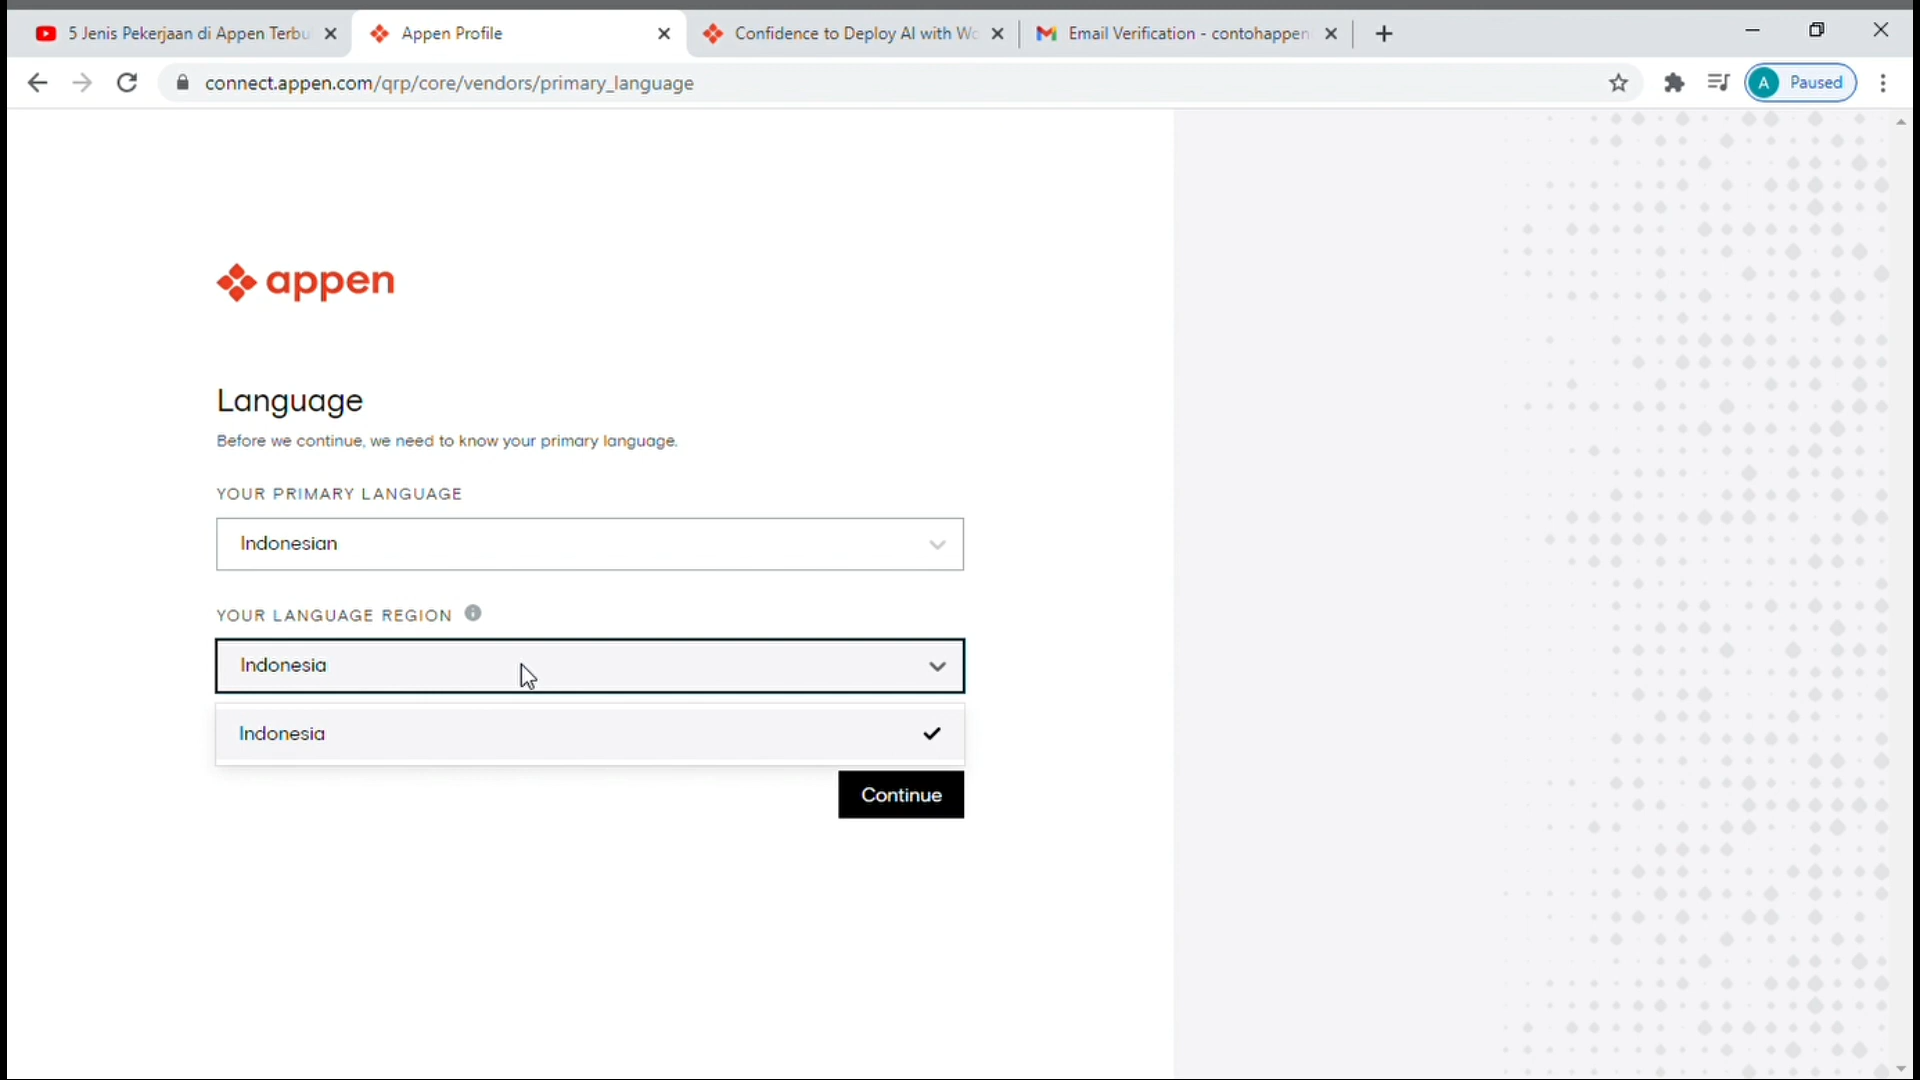 5 Jenis Pekerjaan di Appen Terbu
Appen Profile
Confidence to Deploy AI with Wo
Email Verification - contohappen
connect.appen.com/qrp/core/vendors/primary_language
A Paused
appen
Language
Before we continue, we need to know your primary language.
YOUR PRIMARY LANGUAGE
Indonesian
YOUR LANGUAGE REGION
Indonesia
Indonesia
Continue